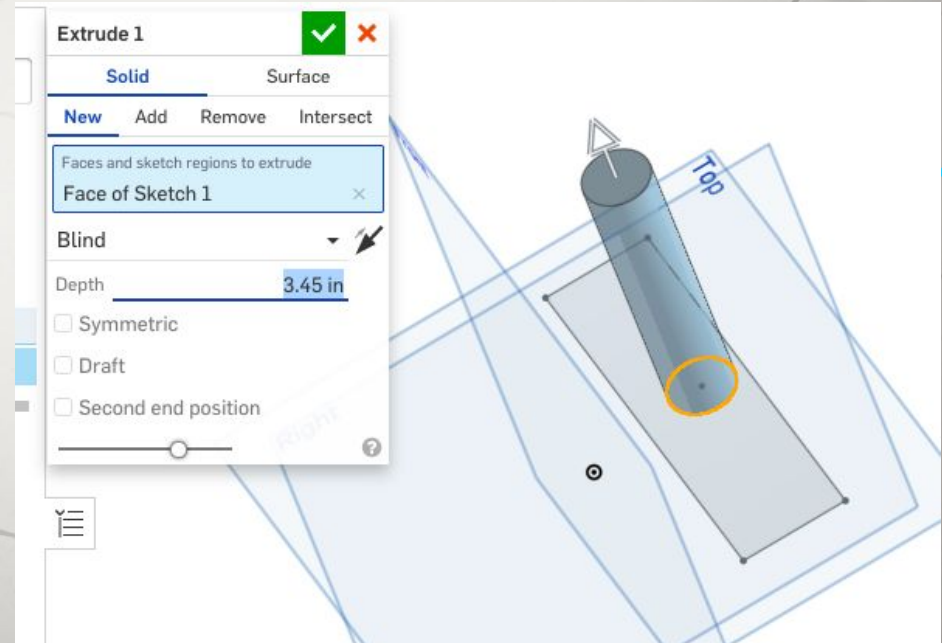 Extrude 1
Solid Surface
New Add Remove Intersect
Faces and sketch regions to extrude
Face of Sketch 1
Blind
Depth 3.45 in
Symmetric
Draft
Second end position
Right
Top